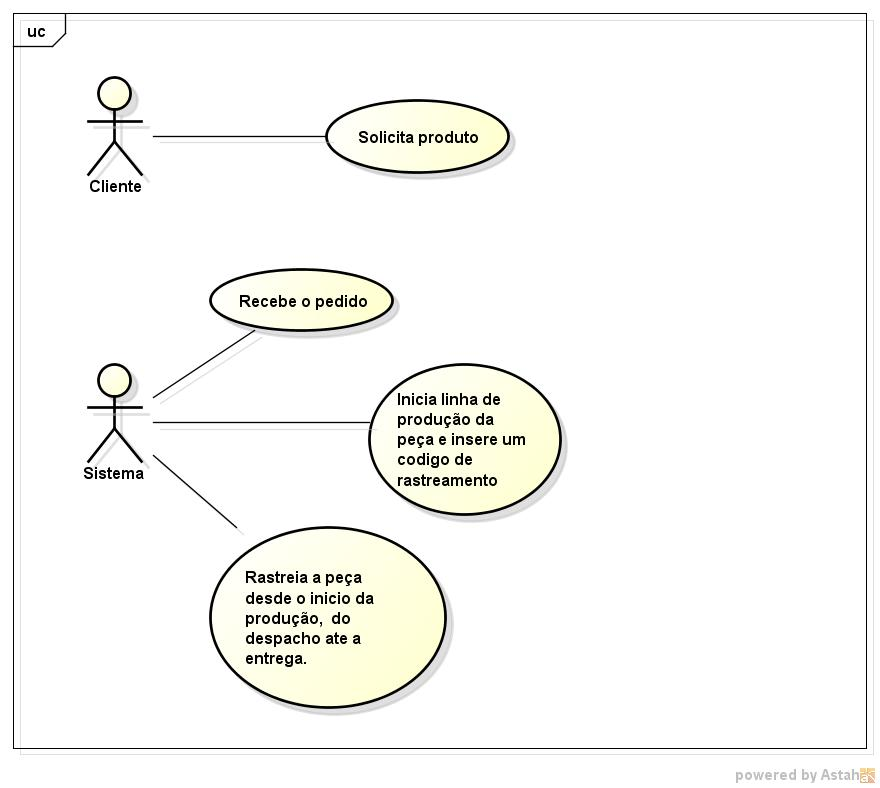 uc
Solicita produto
Cliente
Recebe o pedido
Inicia linha de
produção da
peça e insere um
codigo de
rastreamento
Sistema
Rastreia a peça
desde o inicio da
produção,  do
despacho ate a
entrega.
powered by Astah